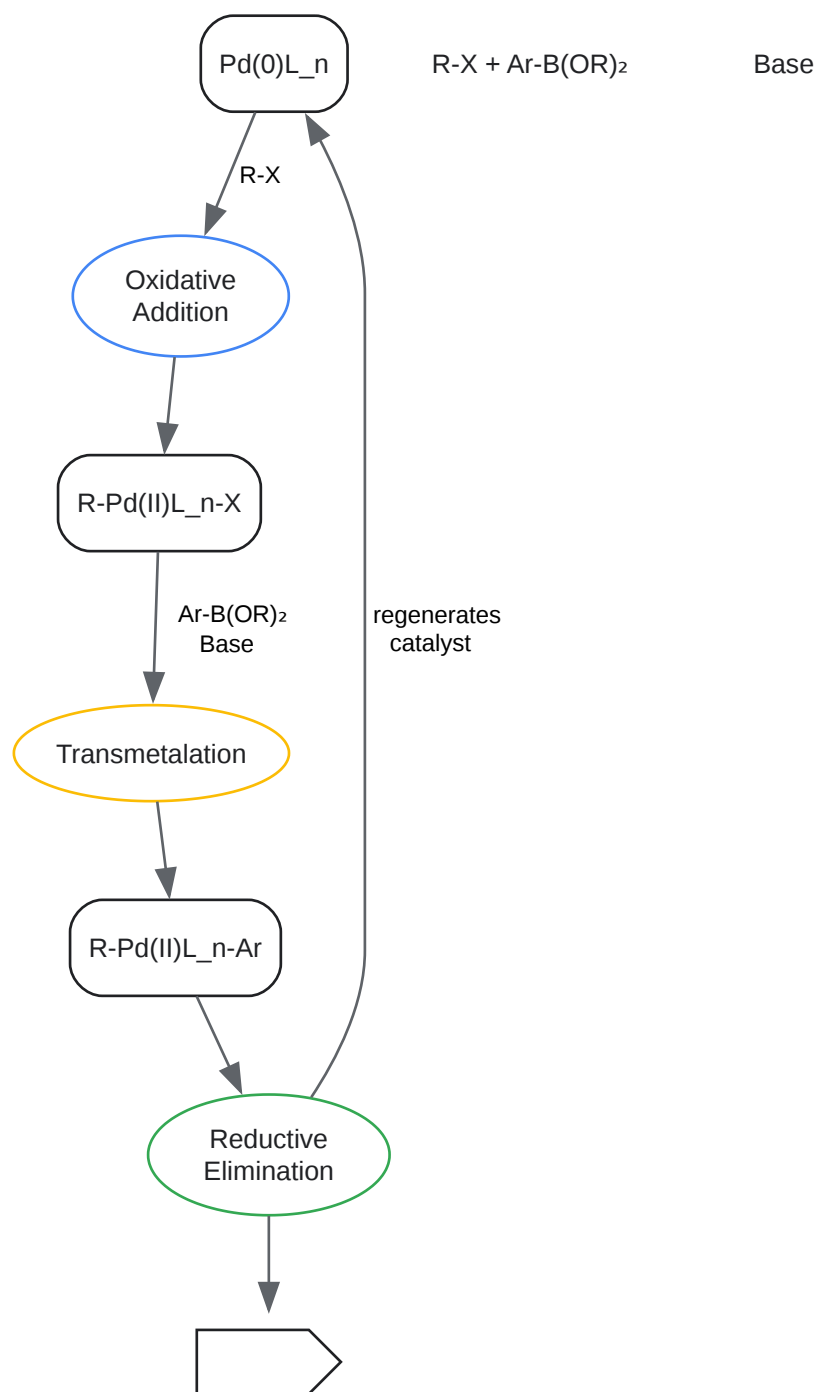 Pd(0)L_n
R-X + Ar-B(OR)₂
Base
R-X
Oxidative
Addition
R-Pd(II)L_n-X
Ar-B(OR)₂
Base
regenerates
catalyst
Transmetalation
R-Pd(II)L_n-Ar
Reductive
Elimination